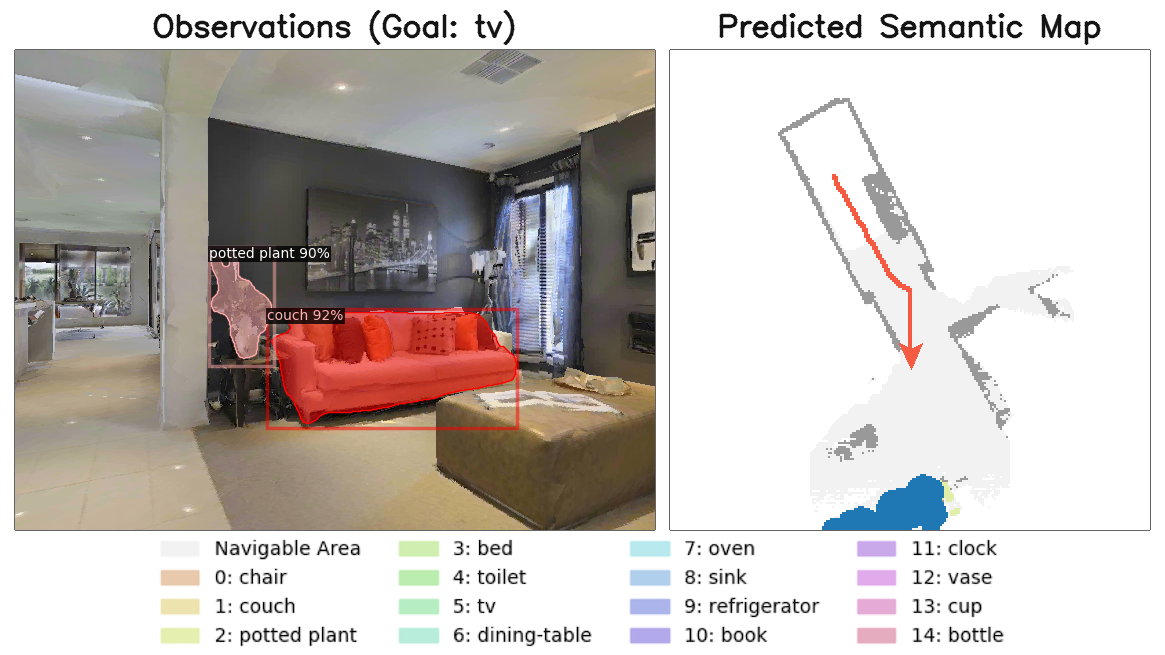 Observations (Goal: tv)
Predicted Semantic Map
potted plant 90%
couch 92%
Navigable Area
0: chair
1: couch
2: potted plant
3: bed
4: toilet
5: tv
6: dining-table
7: oven
8: sink
9: refrigerator
10: book
11: clock
12: vase
13: cup
14: bottle